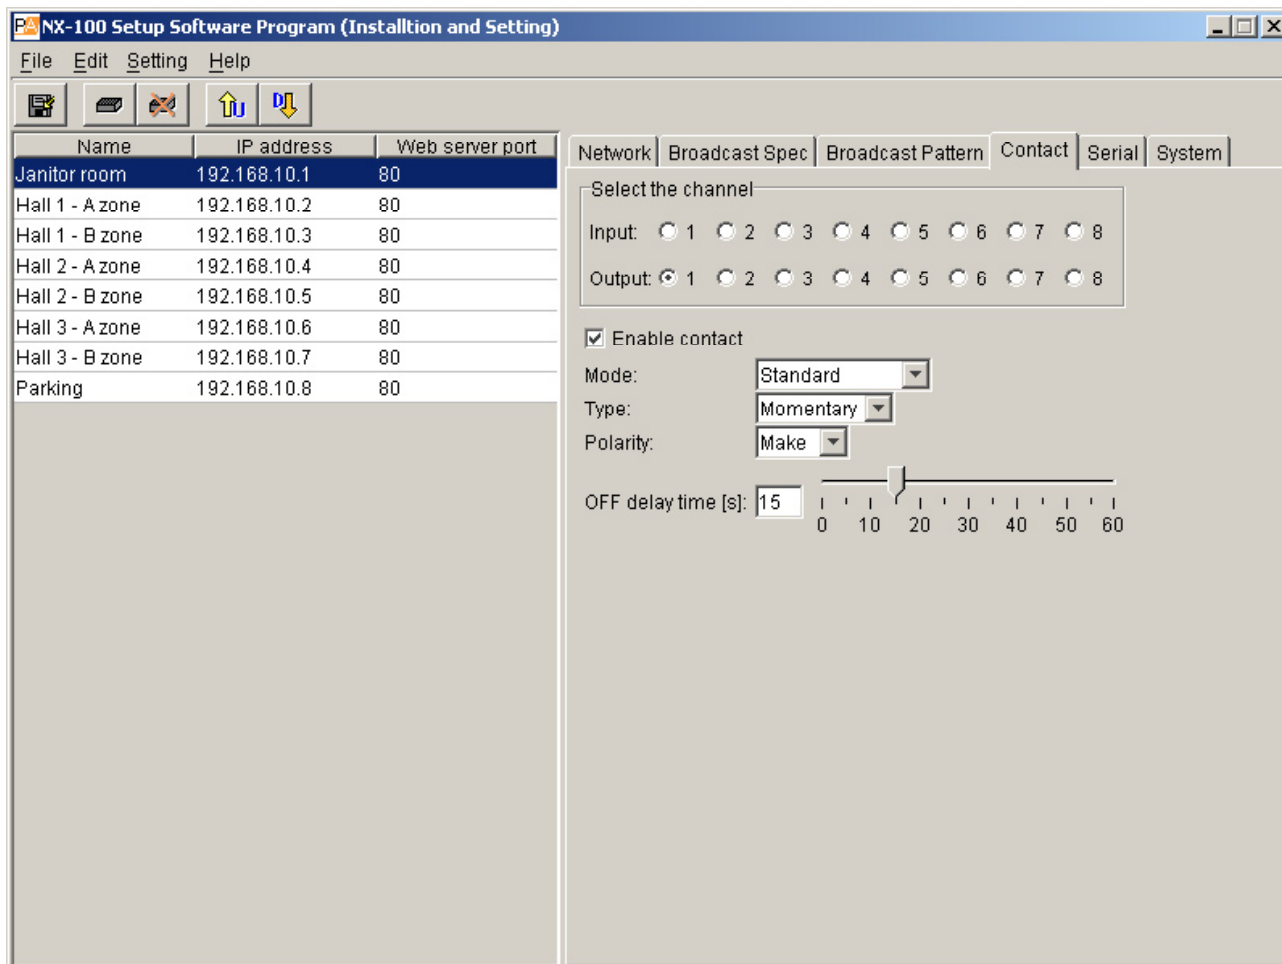 PA NX-100 Setup Software Program (Installtion and Setting)
File Edit Setting Help
U D
Name IP address Web server port
Janitor room 192.168.10.1 80
Hall 1 - A zone 192.168.10.2 80
Hall 1 - B zone 192.168.10.3 80
Hall 2 - A zone 192.168.10.4 80
Hall 2 - B zone 192.168.10.5 80
Hall 3 - A zone 192.168.10.6 80
Hall 3 - B zone 192.168.10.7 80
Parking 192.168.10.8 80
Network Broadcast Spec Broadcast Pattern Contact Serial System
Select the channel
Input: 1 2 3 4 5 6 7 8
Output: 1 2 3 4 5 6 7 8
Enable contact
Mode: Standard
Type: Momentary
Polarity: Make
OFF delay time [s]: 15
0 10 20 30 40 50 60